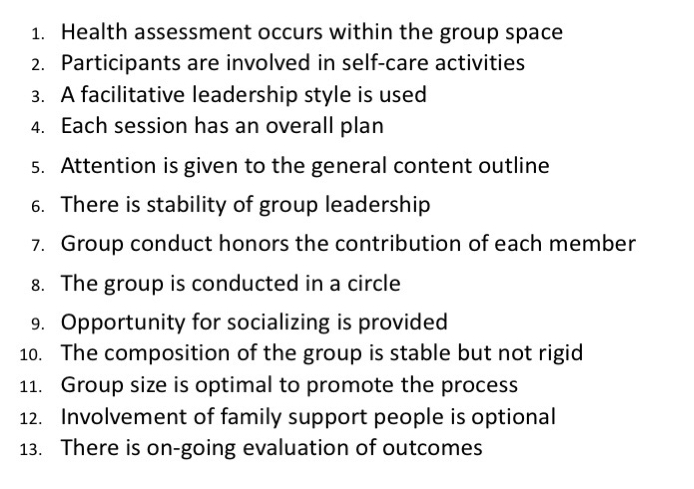 1. Health assessment occurs within the group space
2. Participants are involved in self-care activities
3. A facilitative leadership style is used
4. Each session has an overall plan
5. Attention is given to the general content outline
6. There is stability of group leadership
7. Group conduct honors the contribution of each member
8. The group is conducted in a circle
9. Opportunity for socializing is provided
10. The composition of the group is stable but not rigid
11. Group size is optimal to promote the process
12. Involvement of family support people is optional
13. There is on-going evaluation of outcomes